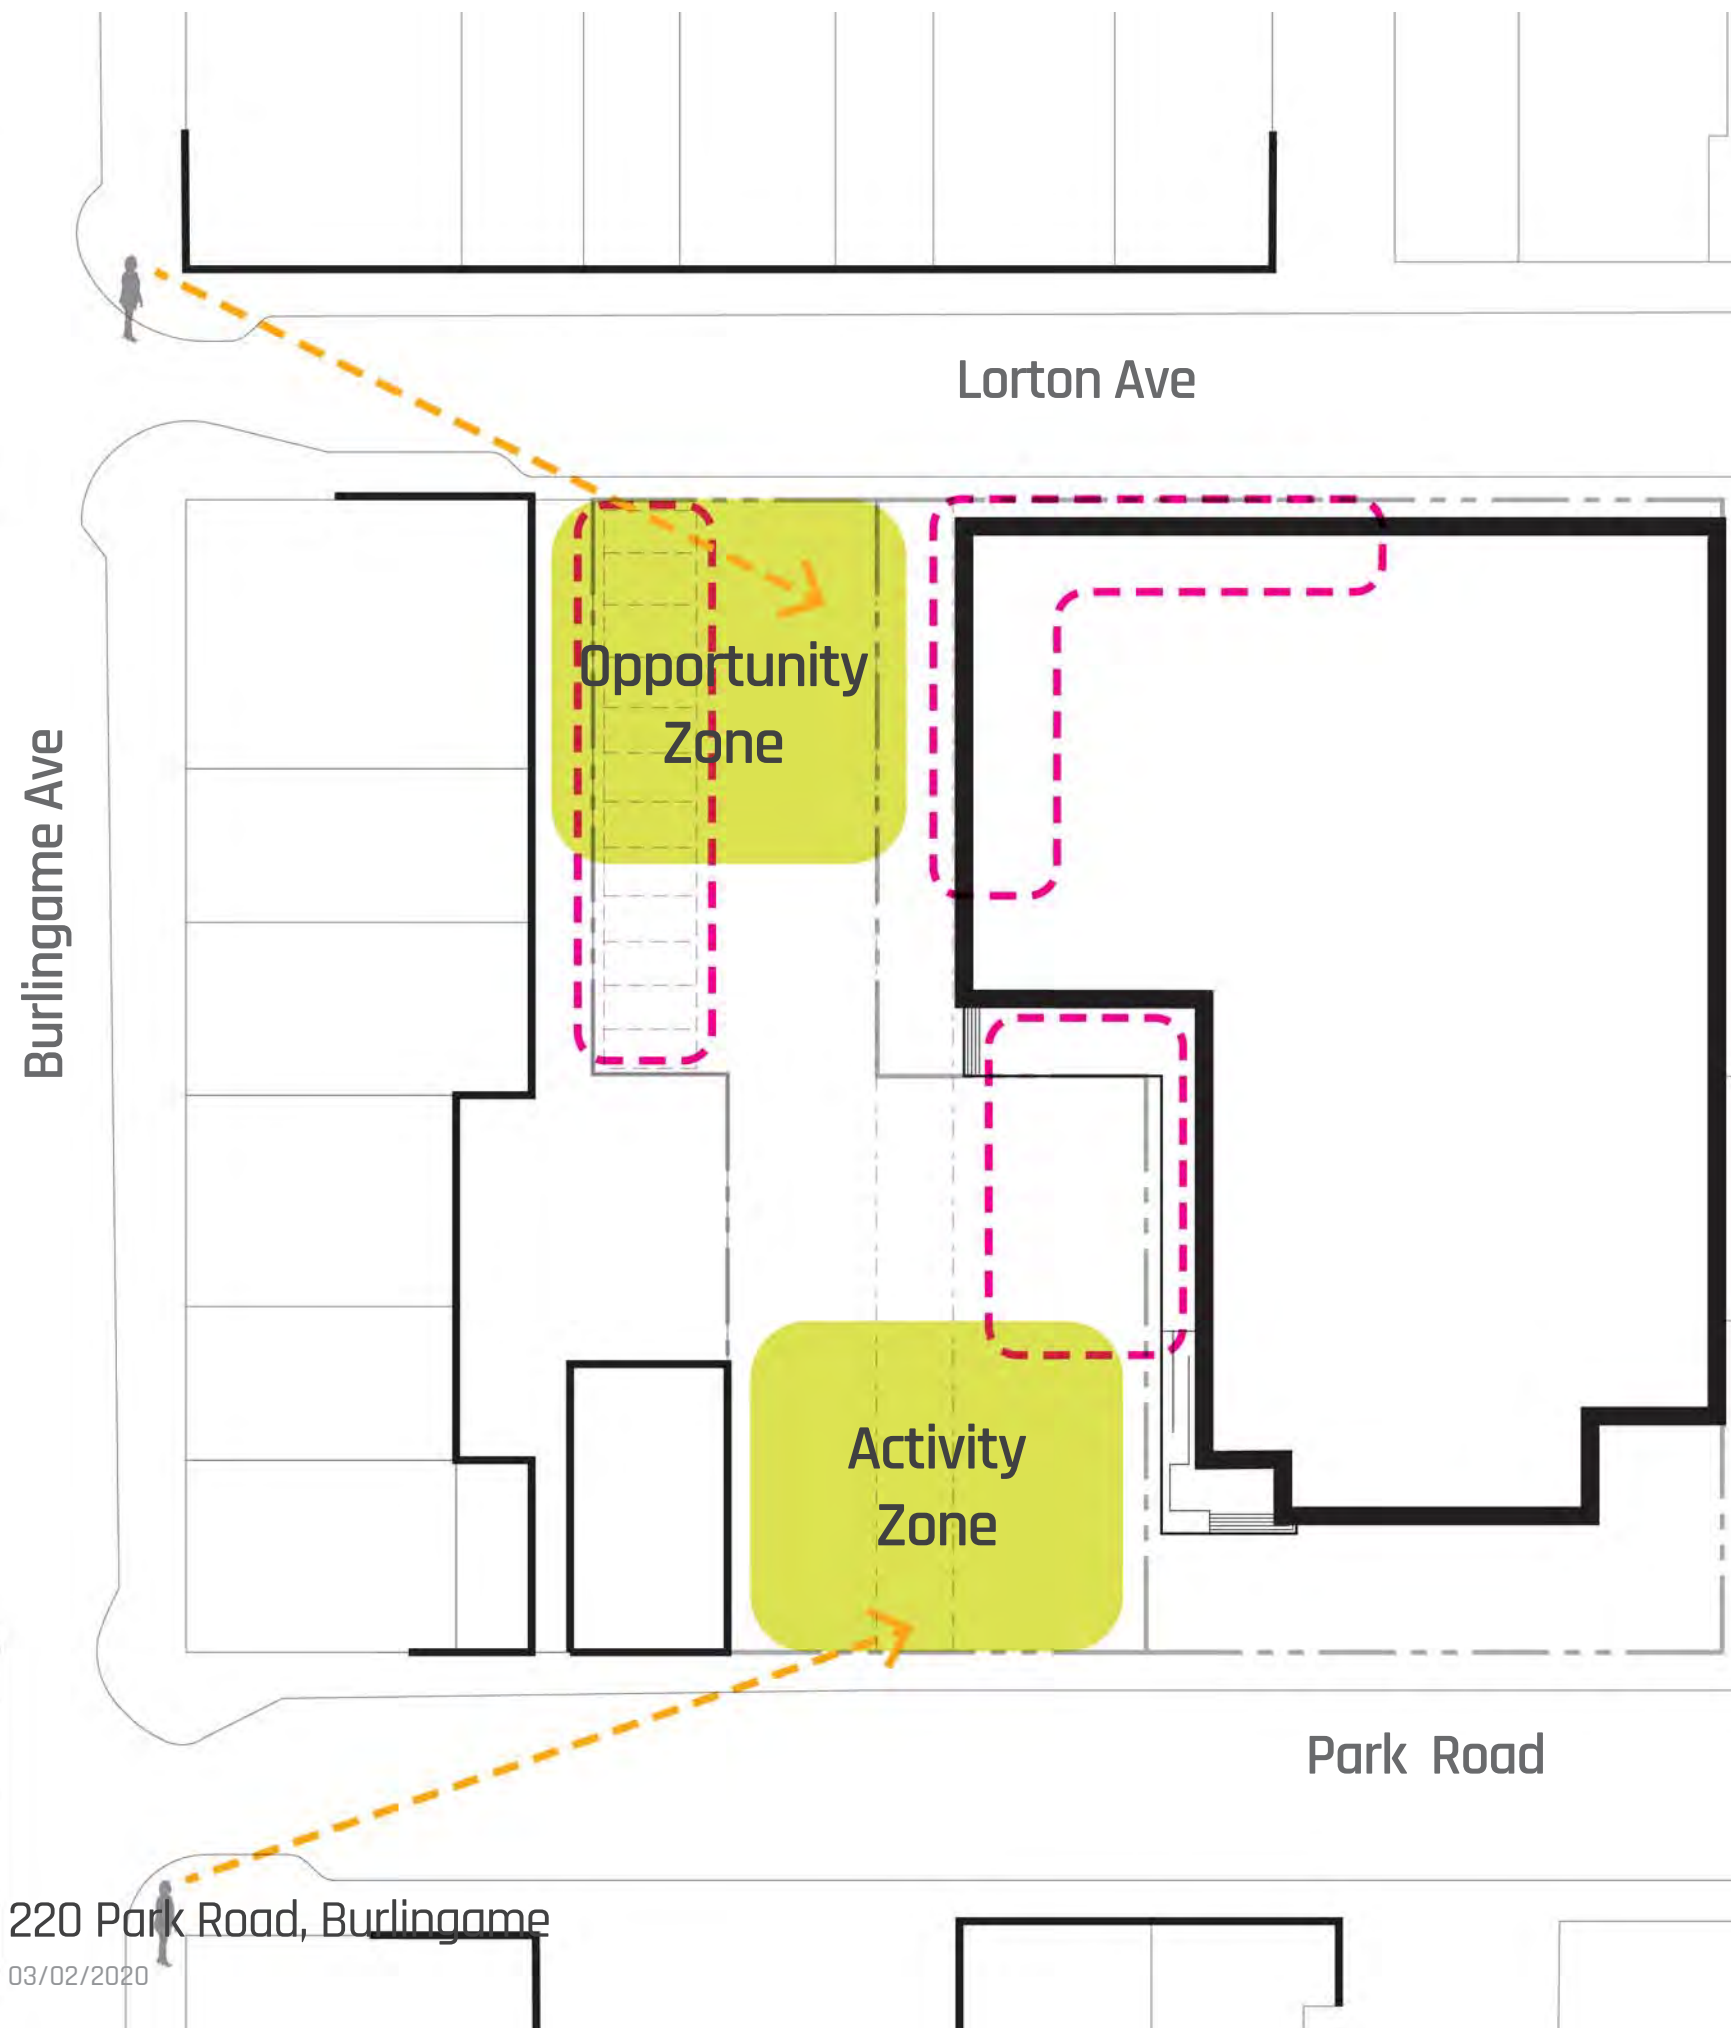 Lorton Ave
Opportunity
Zone
Burlingame Ave
Activity
Zone
Park Road
220 Park Road, Burlingame
03/02/2020